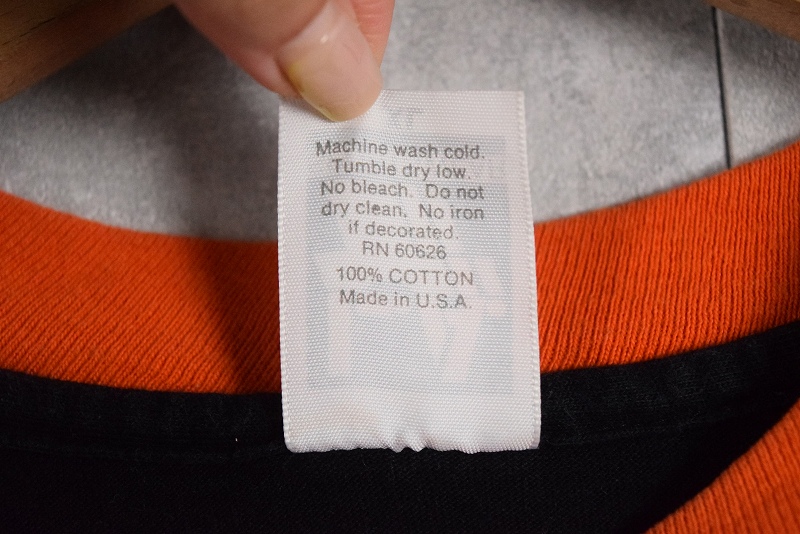 Machine wash cold.
Tumble dry low.
No bleach. Do not
dry clean. No iron
if decorated.
RN 60626
100% COTTON
Made in U.S.A.